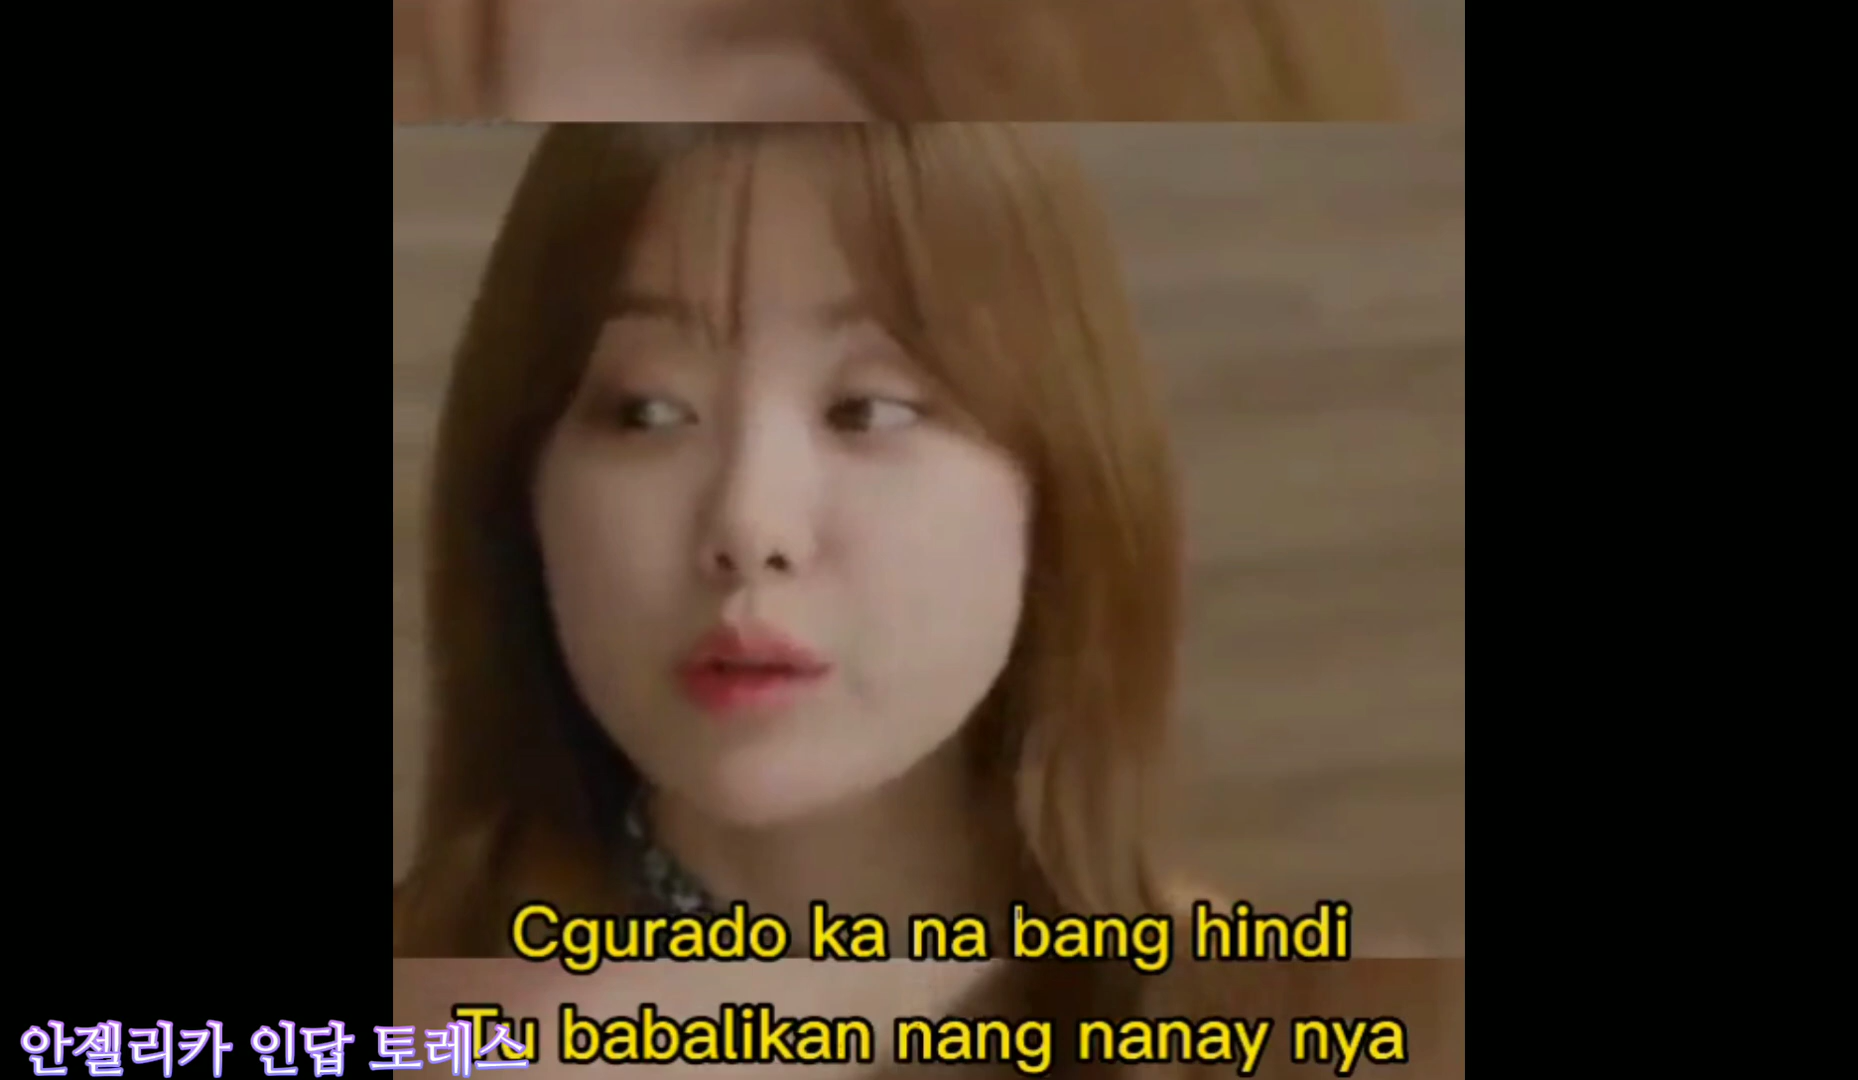 Cgurado ka na bang hindi
Tu babalikan nang nanay nya
안젤리카 인답 토레스